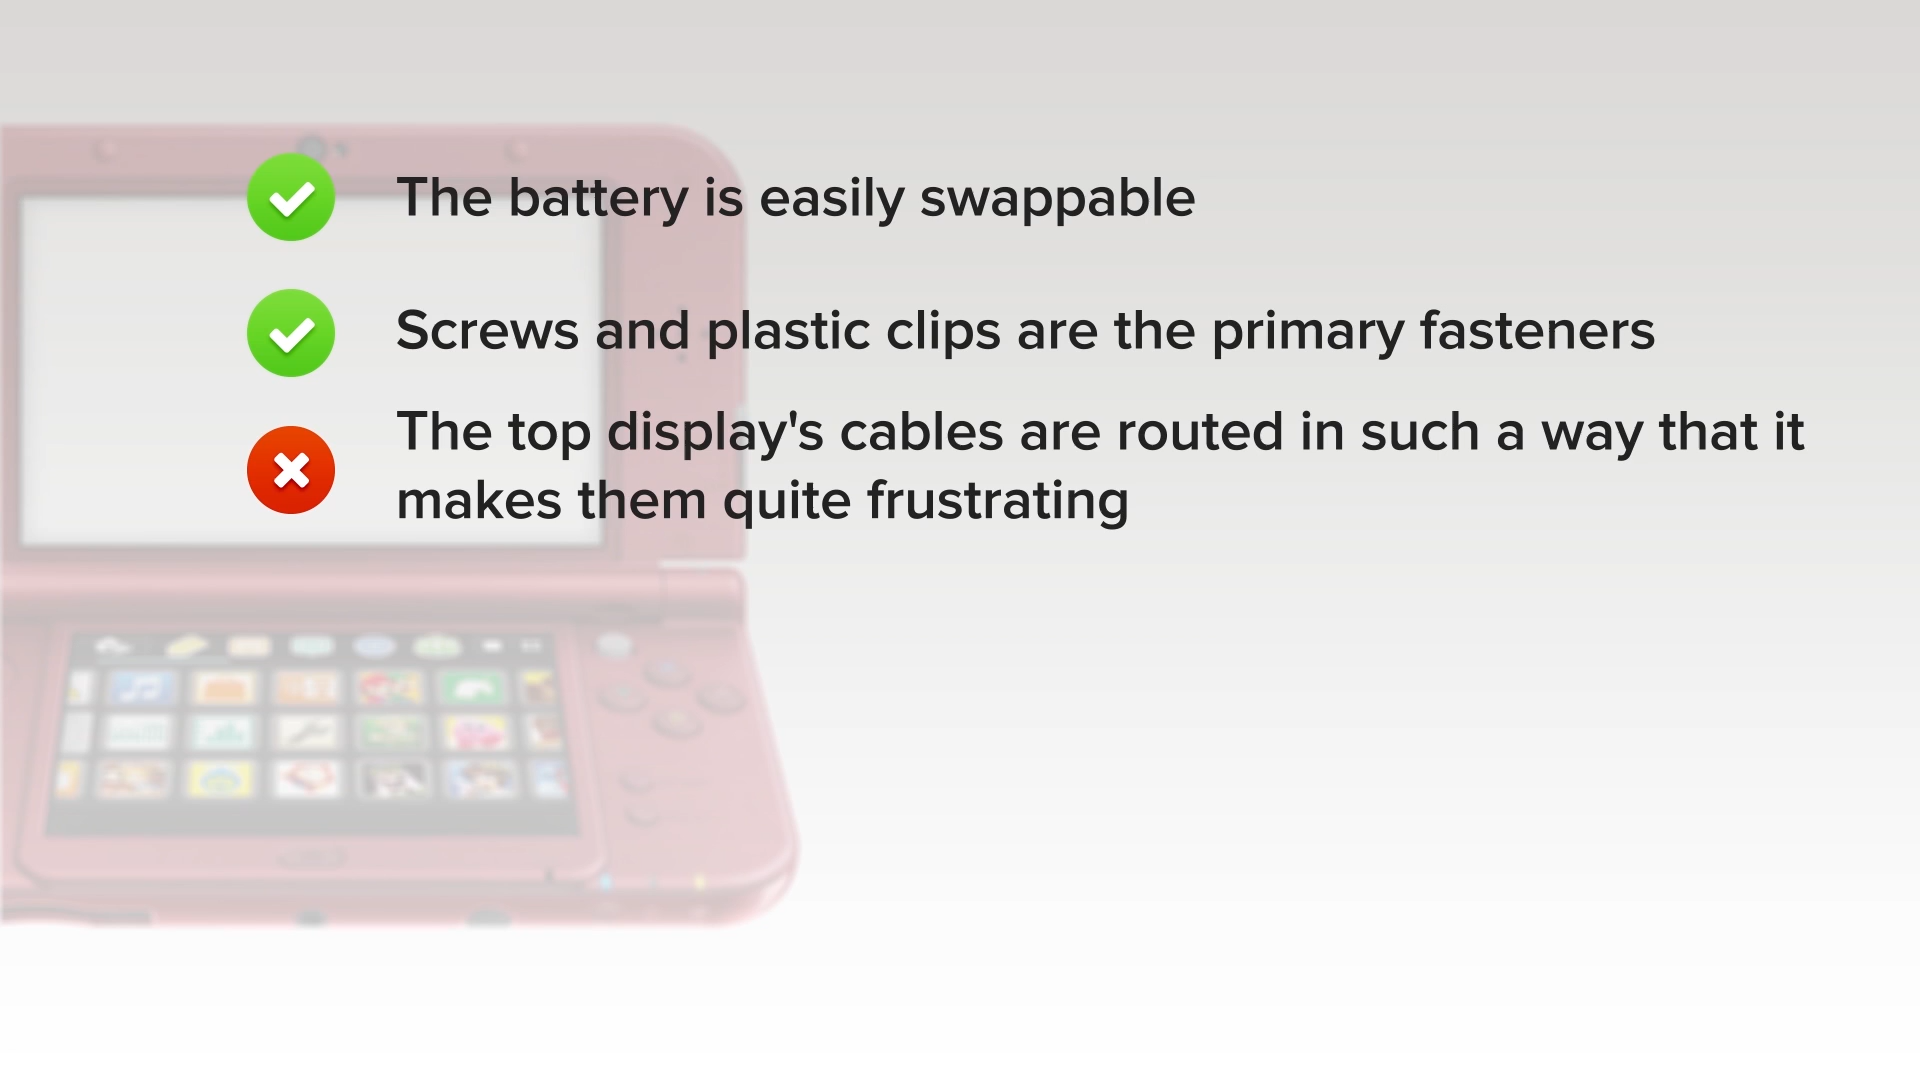 The battery is easily swappable
Screws and plastic clips are the primary fasteners
The top display's cables are routed in such a way that it
makes them quite frustrating